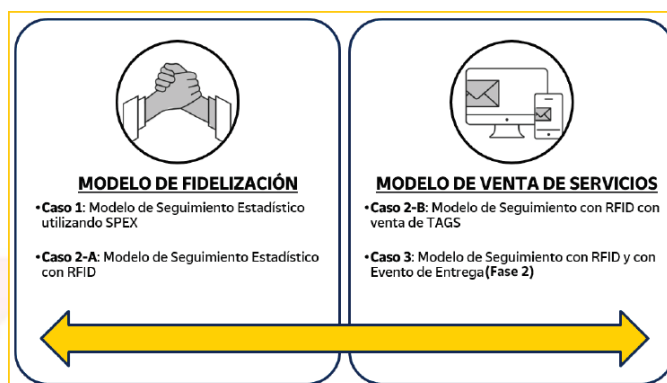 MODELO DE FIDELIZACIÓN
•Caso 1: Modelo de Seguimiento Estadístico
utilizando SPEX
•Caso 2-A: Modelo de Seguimiento Estadístico
con RFID
MODELO DE VENTA DE SERVICIOS
•Caso 2-B: Modelo de Seguimiento con RFID con
venta de TAGS
•Caso 3: Modelo de Seguimiento con RFID y con
Evento de Entrega(Fase 2)